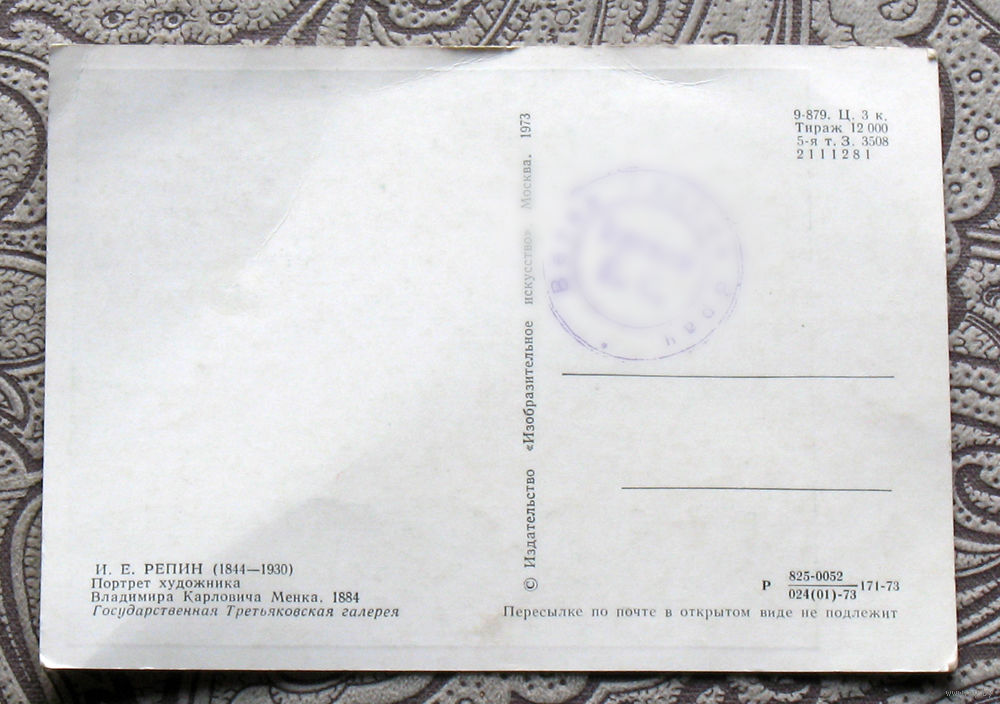 9-879. Ц. 3 к.
Тираж 12 000
5-я т. З. 3508
2111281
© Издательство «Изобразительное искусство» Москва. 1973
И. Е. РЕПИН (1844—1930)
Портрет художника
Владимира Карловича Менка. 1884
Государственная Третьяковская галерея
Р 825-0052
024(01)-73 171-73
Пересылке по почте в открытом виде не подлежит